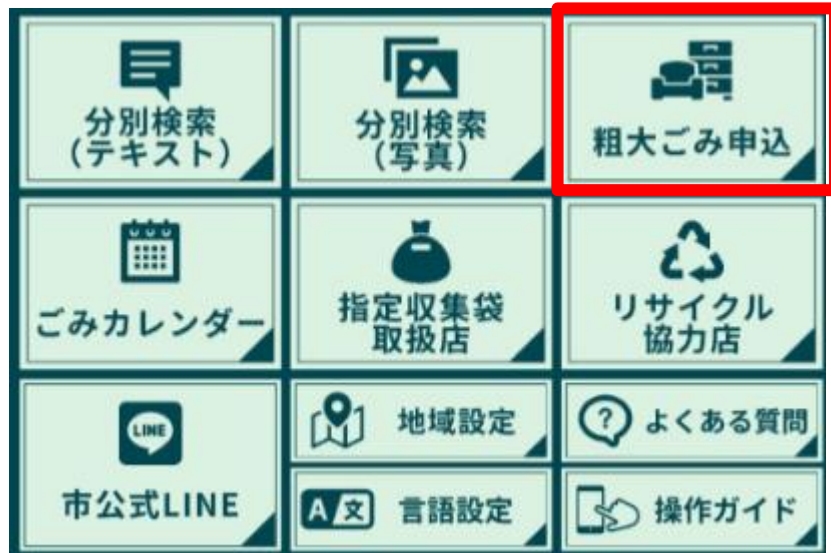 分別検索
(テキスト)
分別検索
(写真)
粗大ごみ申込
ごみカレンダー
指定収集袋
取扱店
リサイクル
協力店
LINE
市公式LINE
地域設定
? よくある質問
A/文 言語設定
操作ガイド